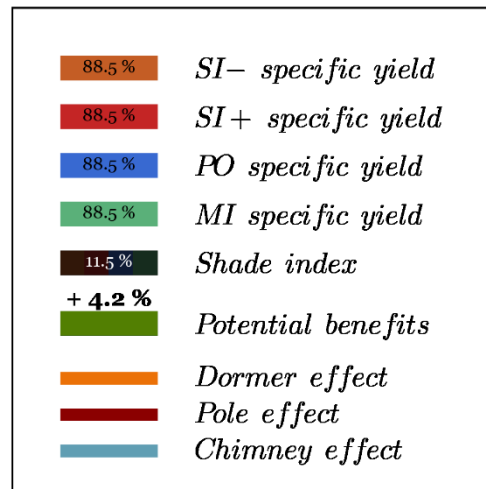 88.5 % SI− specific yield
88.5 % SI+ specific yield
88.5 % PO specific yield
88.5 % MI specific yield
11.5 % Shade index
+ 4.2 %
Potential benefits
Dormer effect
Pole effect
Chimney effect